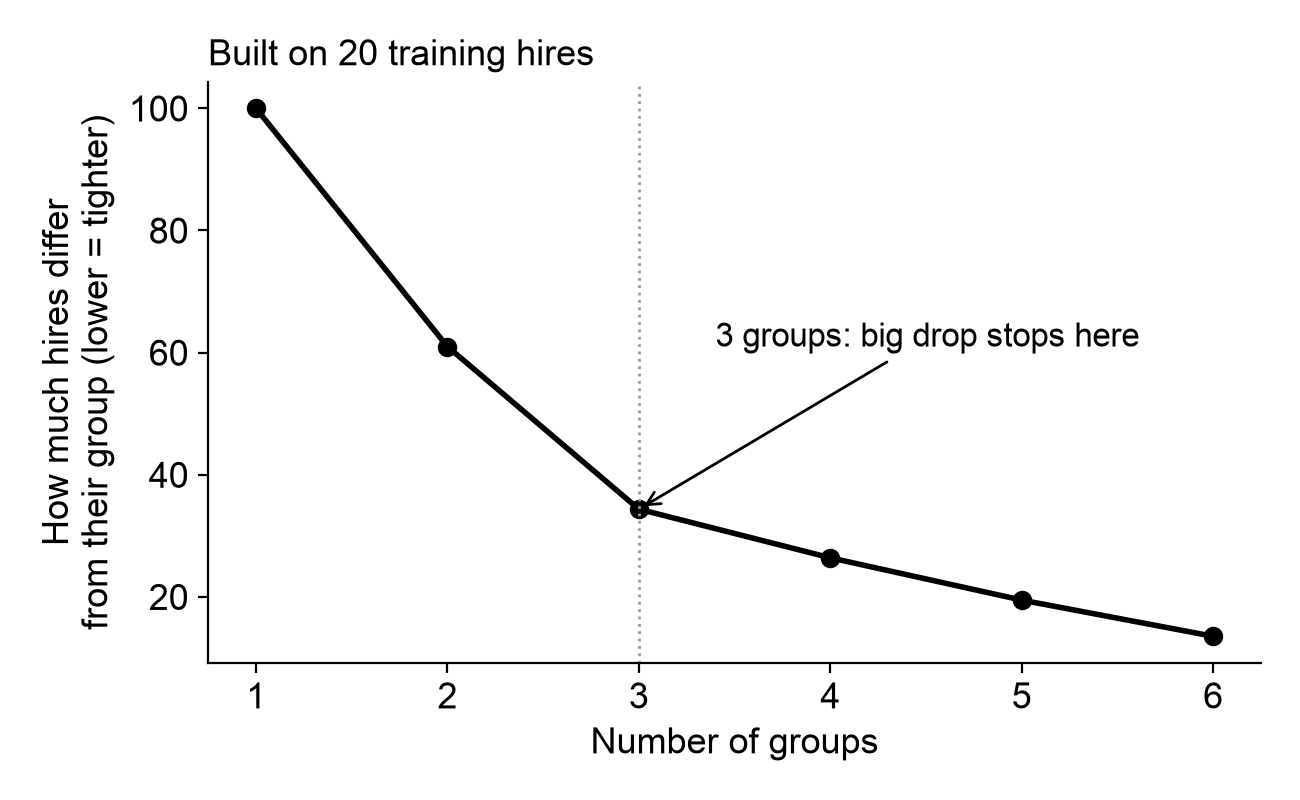 Built on 20 training hires
How much hires differ
from their group (lower = tighter)
100
80
60
40
20
3 groups: big drop stops here
1 2 3 4 5 6
Number of groups